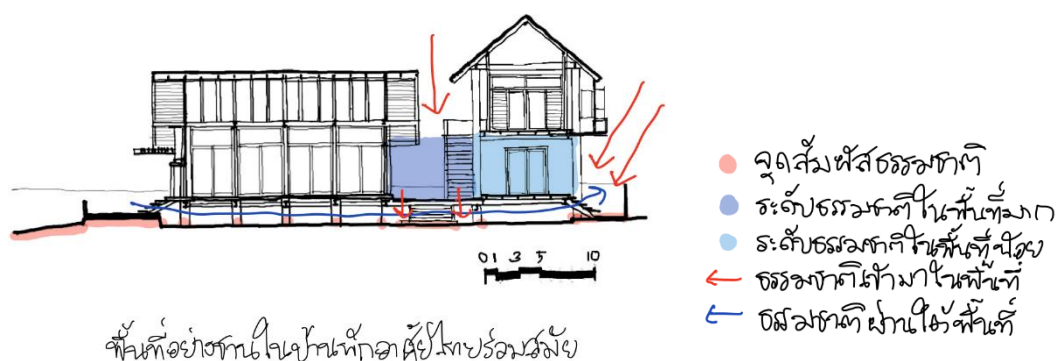 จุดสัมผัสธรรมชาติ
ระดับธรรมชาติในพื้นที่มาก
ระดับธรรมชาติในพื้นที่น้อย
ธรรมชาติเข้ามาในพื้นที่
ธรรมชาติผ่านใต้พื้นที่
0 1 3 5 10
พื้นที่อย่างชานในบ้านพักอาศัยไทยร่วมสมัย